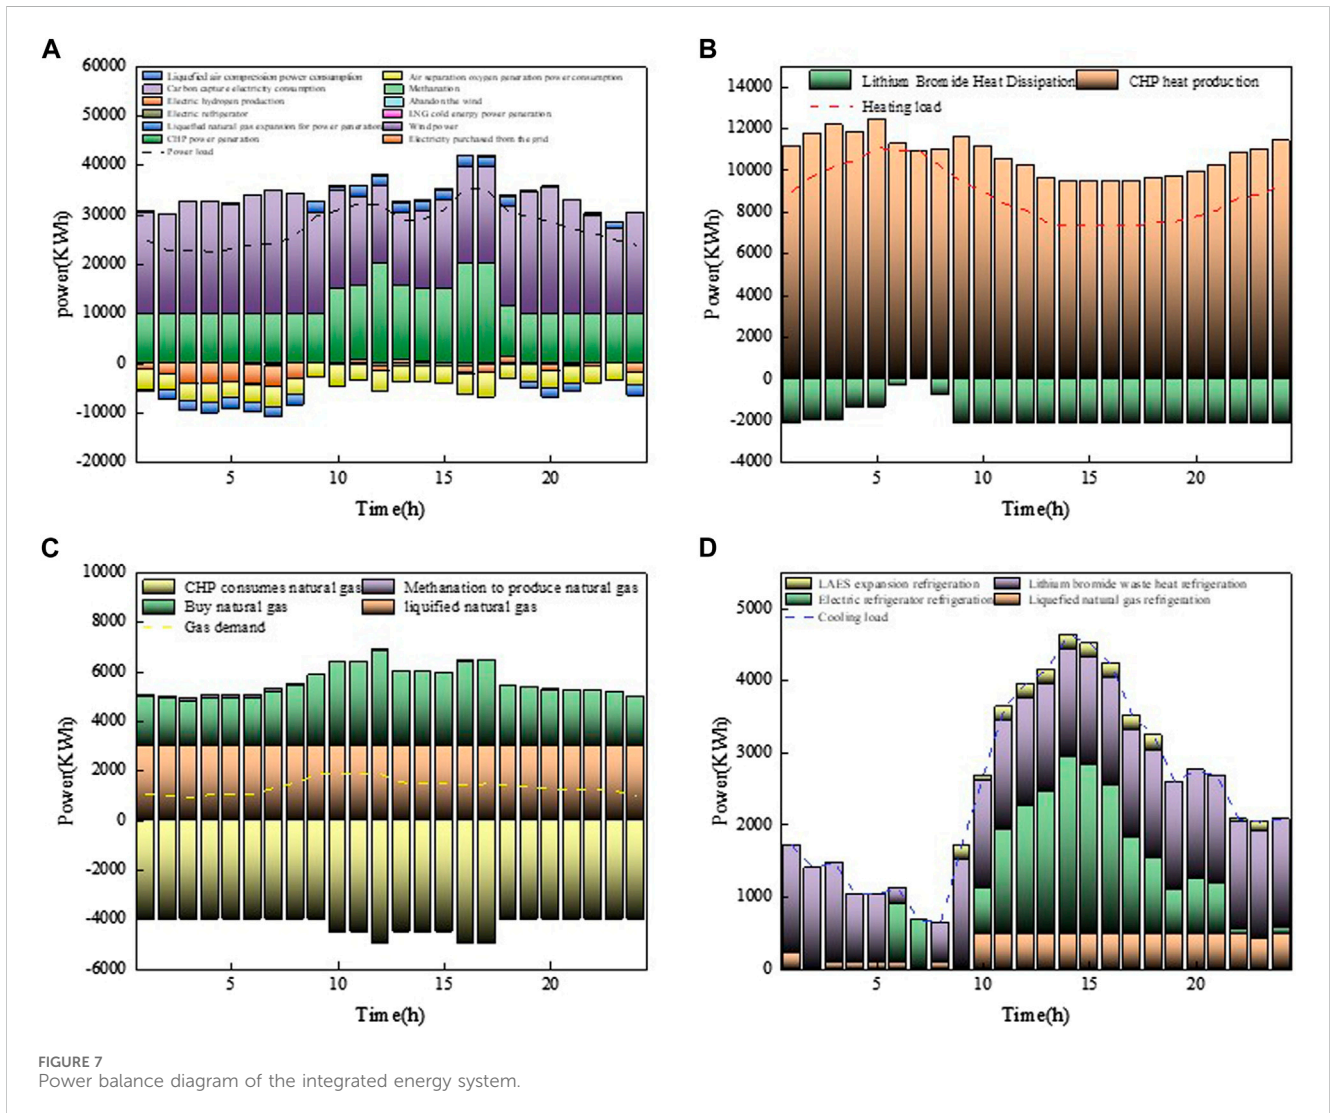 A
60000
50000
40000
30000
20000
10000
0
-10000
-20000
power(KWh)
Liquefied air compression power consumption
Carbon capture electricity consumption
Electric hydrogen production
Electric refrigerator
Liquefied natural gas expansion for power generation
CHP power generation
Power load
Air separation oxygen generation power consumption
Methanation
Abandon the wind
LNG cold energy power generation
Wind power
Electricity purchased from the grid
5 10 15 20
Time(h)
B
14000
12000
10000
8000
6000
4000
2000
0
-2000
-4000
Power(KWh)
Lithium Bromide Heat Dissipation
CHP heat production
Heating load
5 10 15 20
Time(h)
C
10000
8000
6000
4000
2000
0
-2000
-4000
-6000
Power(KWh)
CHP consumes natural gas
Methanation to produce natural gas
Buy natural gas
liquified natural gas
Gas demand
5 10 15 20
Time(h)
D
5000
4000
3000
2000
1000
0
Power(KWh)
LAES expansion refrigeration
Lithium bromide waste heat refrigeration
Electric refrigerator refrigeration
Liquefied natural gas refrigeration
Cooling load
5 10 15 20
Time(h)
FIGURE 7
Power balance diagram of the integrated energy system.